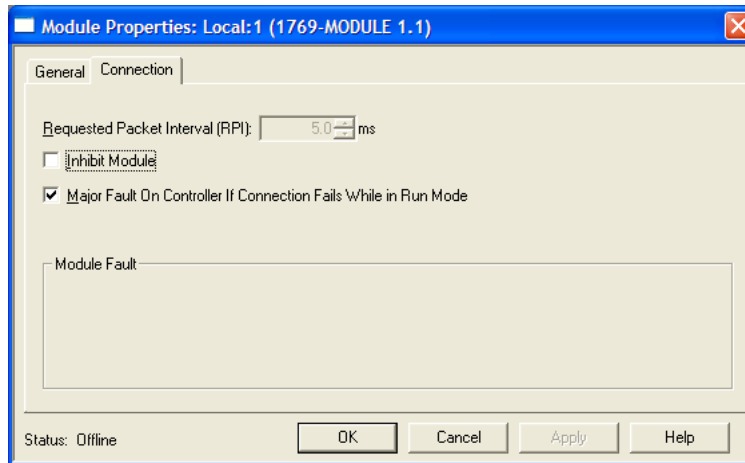 Module Properties: Local:1 (1769-MODULE 1.1)
General Connection
Requested Packet Interval (RPI): 5.0 ms
Inhibit Module
Major Fault On Controller If Connection Fails While in Run Mode
Module Fault
Status: Offline OK Cancel Apply Help